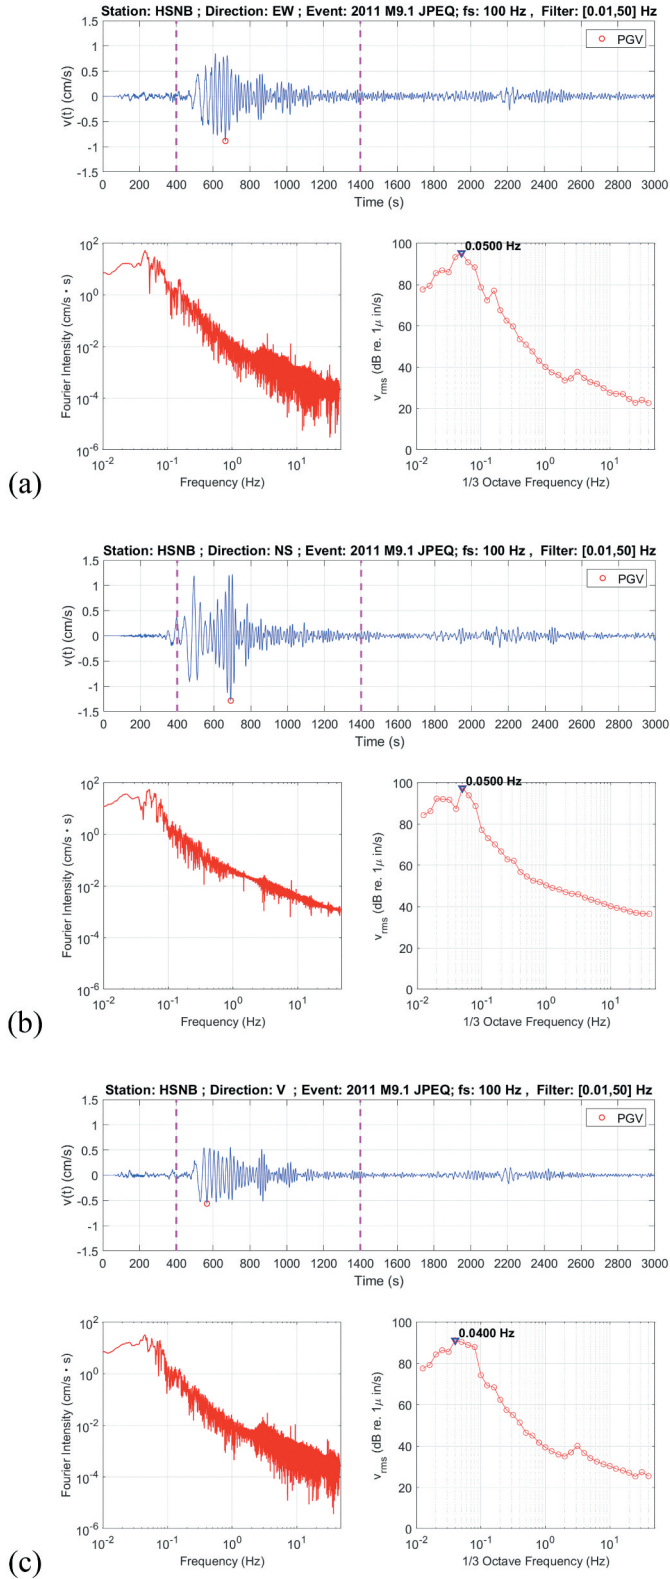 Station: HSNB ; Direction: EW ; Event: 2011 M9.1 JPEQ; fs: 100 Hz , Filter: [0.01,50] Hz
1.5
1
0.5
0
-0.5
-1
-1.5
v(t) (cm/s)
PGV
0 200 400 600 800 1000 1200 1400 1600 1800 2000 2200 2400 2600 2800 3000
Time (s)
10^2
10^0
10^-2
10^-4
10^-6
Fourier Intensity (cm/s · s)
10^-2 10^-1 10^0 10^1
Frequency (Hz)
100
80
60
40
20
0
v_rms (dB re. 1μ in/s)
0.0500 Hz
10^-2 10^-1 10^0 10^1
1/3 Octave Frequency (Hz)
(a)
Station: HSNB ; Direction: NS ; Event: 2011 M9.1 JPEQ; fs: 100 Hz , Filter: [0.01,50] Hz
1.5
1
0.5
0
-0.5
-1
-1.5
v(t) (cm/s)
PGV
0 200 400 600 800 1000 1200 1400 1600 1800 2000 2200 2400 2600 2800 3000
Time (s)
10^2
10^0
10^-2
10^-4
10^-6
Fourier Intensity (cm/s · s)
10^-2 10^-1 10^0 10^1
Frequency (Hz)
100
80
60
40
20
0
v_rms (dB re. 1μ in/s)
0.0500 Hz
10^-2 10^-1 10^0 10^1
1/3 Octave Frequency (Hz)
(b)
Station: HSNB ; Direction: V ; Event: 2011 M9.1 JPEQ; fs: 100 Hz , Filter: [0.01,50] Hz
1.5
1
0.5
0
-0.5
-1
-1.5
v(t) (cm/s)
PGV
0 200 400 600 800 1000 1200 1400 1600 1800 2000 2200 2400 2600 2800 3000
Time (s)
10^2
10^0
10^-2
10^-4
10^-6
Fourier Intensity (cm/s · s)
10^-2 10^-1 10^0 10^1
Frequency (Hz)
100
80
60
40
20
0
v_rms (dB re. 1μ in/s)
0.0400 Hz
10^-2 10^-1 10^0 10^1
1/3 Octave Frequency (Hz)
(c)